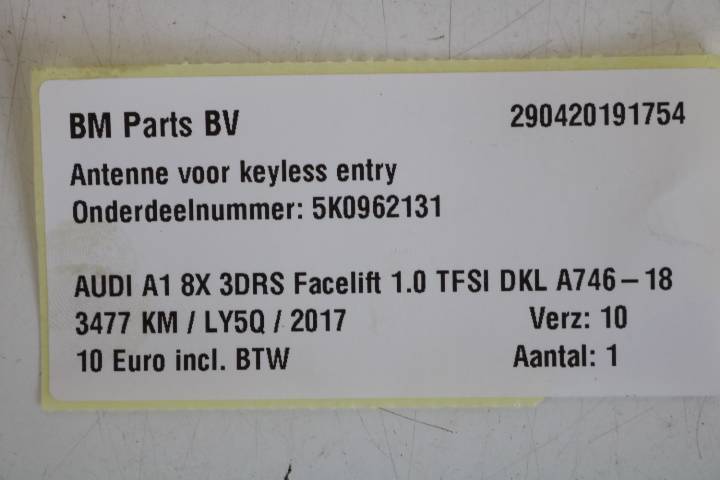 BM Parts BV 290420191754
Antenne voor keyless entry
Onderdeelnummer: 5K0962131
AUDI A1 8X 3DRS Facelift 1.0 TFSI DKL A746-18
3477 KM / LY5Q / 2017 Verz: 10
10 Euro incl. BTW Aantal: 1